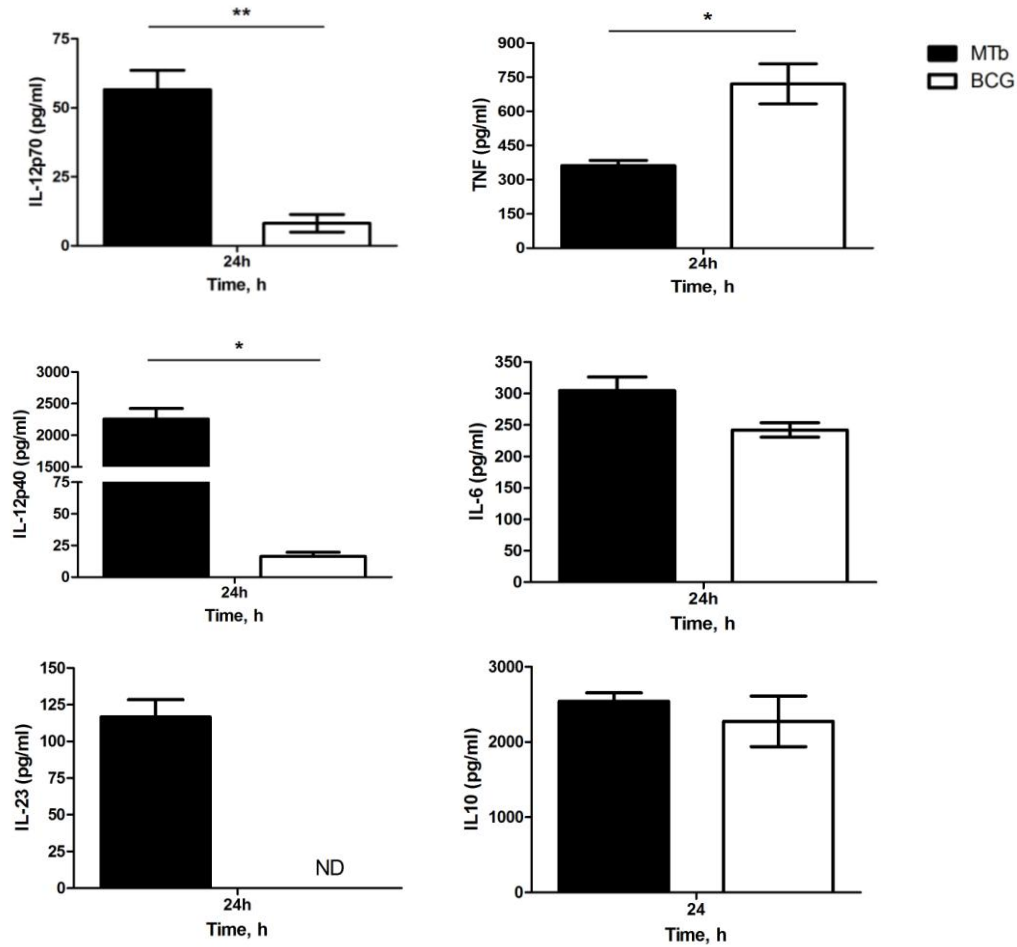 **
IL-12p70 (pg/ml)
75
50
25
0
24h
Time, h
*
TNF (pg/ml)
900
750
600
450
300
150
0
24h
Time, h
MTb
BCG
*
IL-12p40 (pg/ml)
3000
2500
2000
1500
75
50
25
0
24h
Time, h
IL-6 (pg/ml)
350
300
250
200
150
100
50
0
24h
Time, h
IL-23 (pg/ml)
150
125
100
75
50
25
0
ND
24h
Time, h
IL10 (pg/ml)
3000
2000
1000
0
24
Time, h